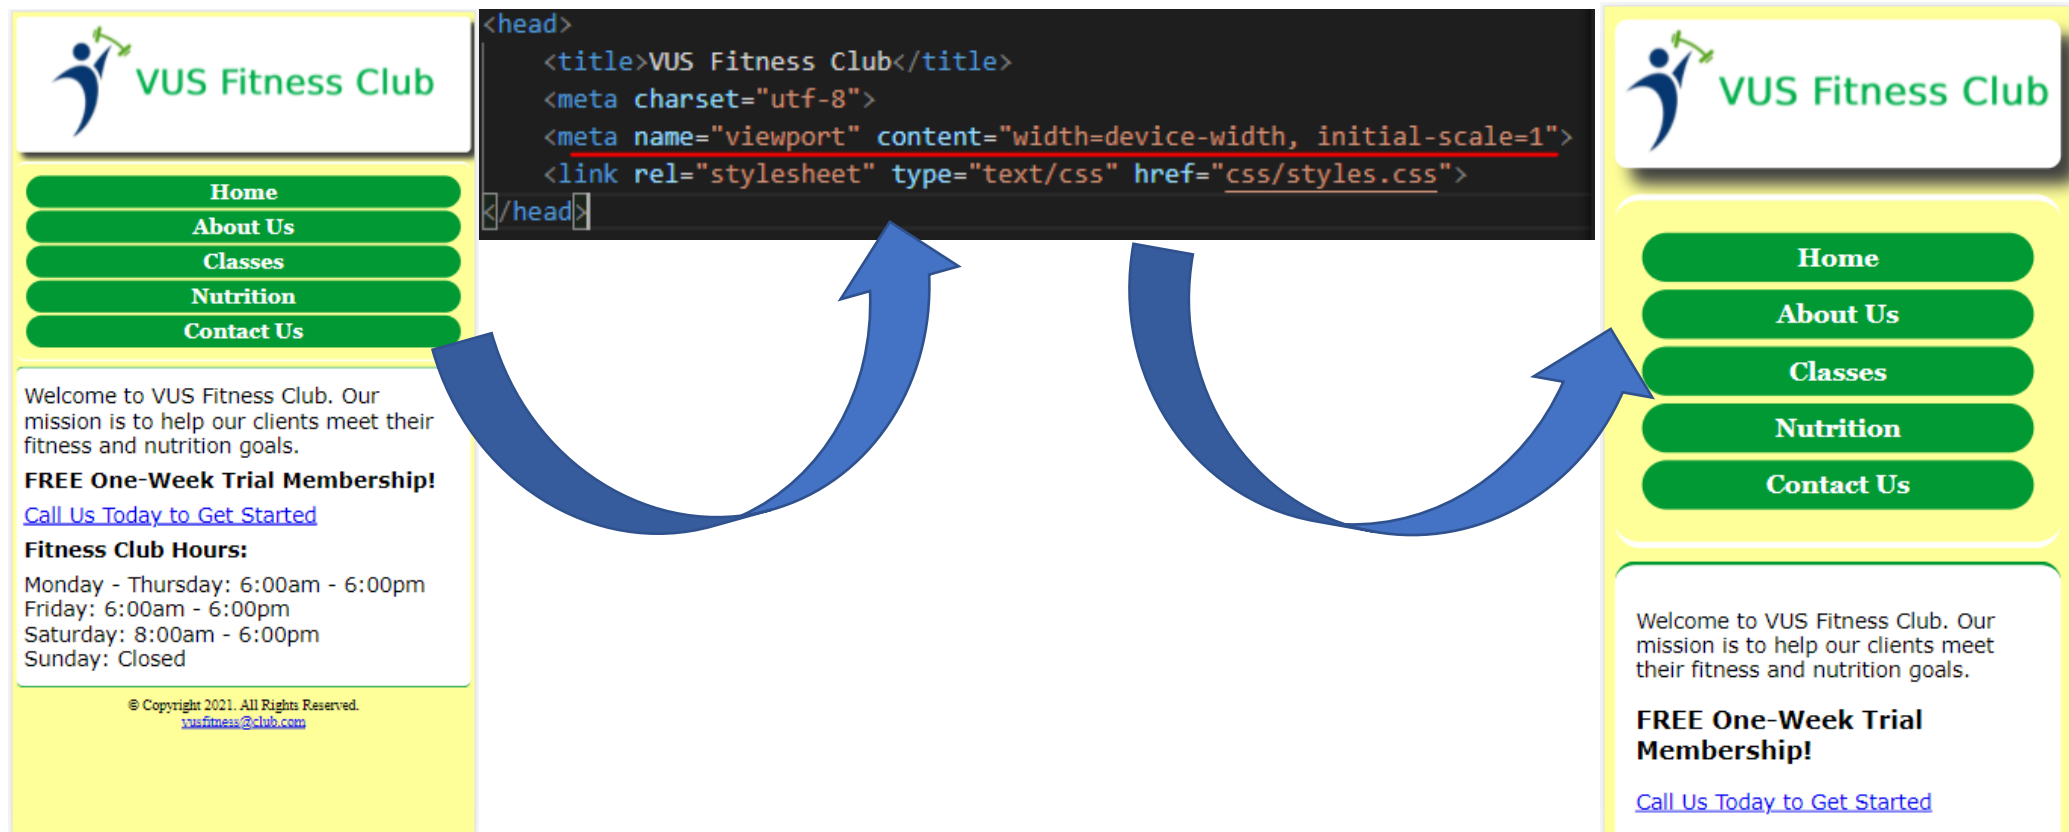 VUS Fitness Club
Home
About Us
Classes
Nutrition
Contact Us
Welcome to VUS Fitness Club. Our
mission is to help our clients meet their
fitness and nutrition goals.
FREE One-Week Trial Membership!
Call Us Today to Get Started
Fitness Club Hours:
Monday - Thursday: 6:00am - 6:00pm
Friday: 6:00am - 6:00pm
Saturday: 8:00am - 6:00pm
Sunday: Closed
© Copyright 2021. All Rights Reserved.
vusfitness@club.com
<head>
<title>VUS Fitness Club</title>
<meta charset="utf-8">
<meta name="viewport" content="width=device-width, initial-scale=1">
<link rel="stylesheet" type="text/css" href="css/styles.css">
</head>
VUS Fitness Club
Home
About Us
Classes
Nutrition
Contact Us
Welcome to VUS Fitness Club. Our
mission is to help our clients meet
their fitness and nutrition goals.
FREE One-Week Trial
Membership!
Call Us Today to Get Started